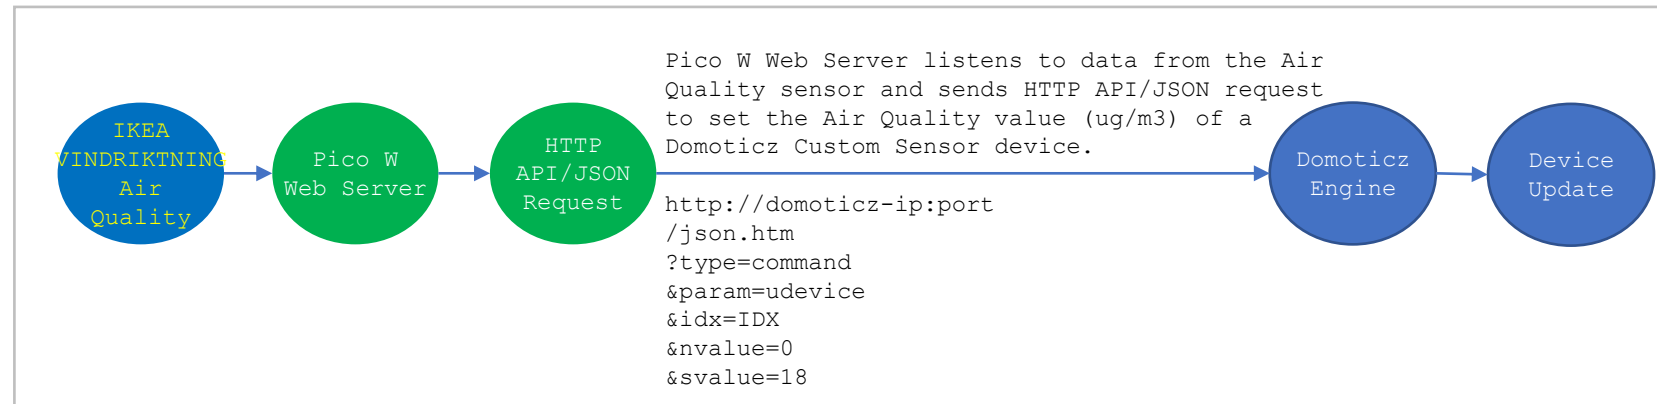 IKEA
VINDRIKTNING
Air
Quality
Pico W
Web Server
HTTP
API/JSON
Request
Pico W Web Server listens to data from the Air
Quality sensor and sends HTTP API/JSON request
to set the Air Quality value (ug/m3) of a
Domoticz Custom Sensor device.
http://domoticz-ip:port
/json.htm
?type=command
&param=udevice
&idx=IDX
&nvalue=0
&svalue=18
Domoticz
Engine
Device
Update